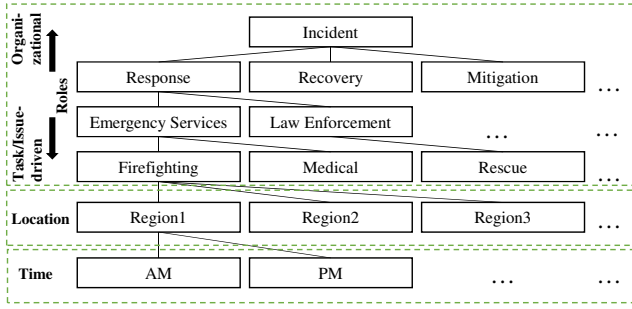 Organi-
zational
Roles
Task/Issue-
driven
Incident
Response Recovery Mitigation ...
Emergency Services Law Enforcement ... ...
Firefighting Medical Rescue ...
Location Region1 Region2 Region3 ...
Time AM PM ... ...